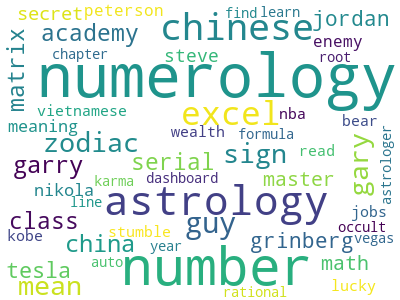 secret peterson find learn
academy chinese jordan
matrix steve enemy
numerology root
chapter nba
vietnamese excel bear
meaning wealth formula
zodiac sign read
garry serial gary astrologer
nikola karma dashboard master
line astrology jobs
class guy occult
kobe stumble year vegas
china grinberg
tesla auto number math
mean rational lucky